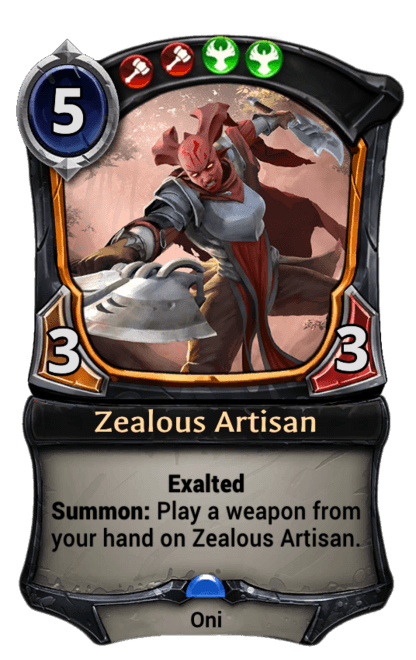 5
3
3
Zealous Artisan
Exalted
Summon: Play a weapon from
your hand on Zealous Artisan.
Oni